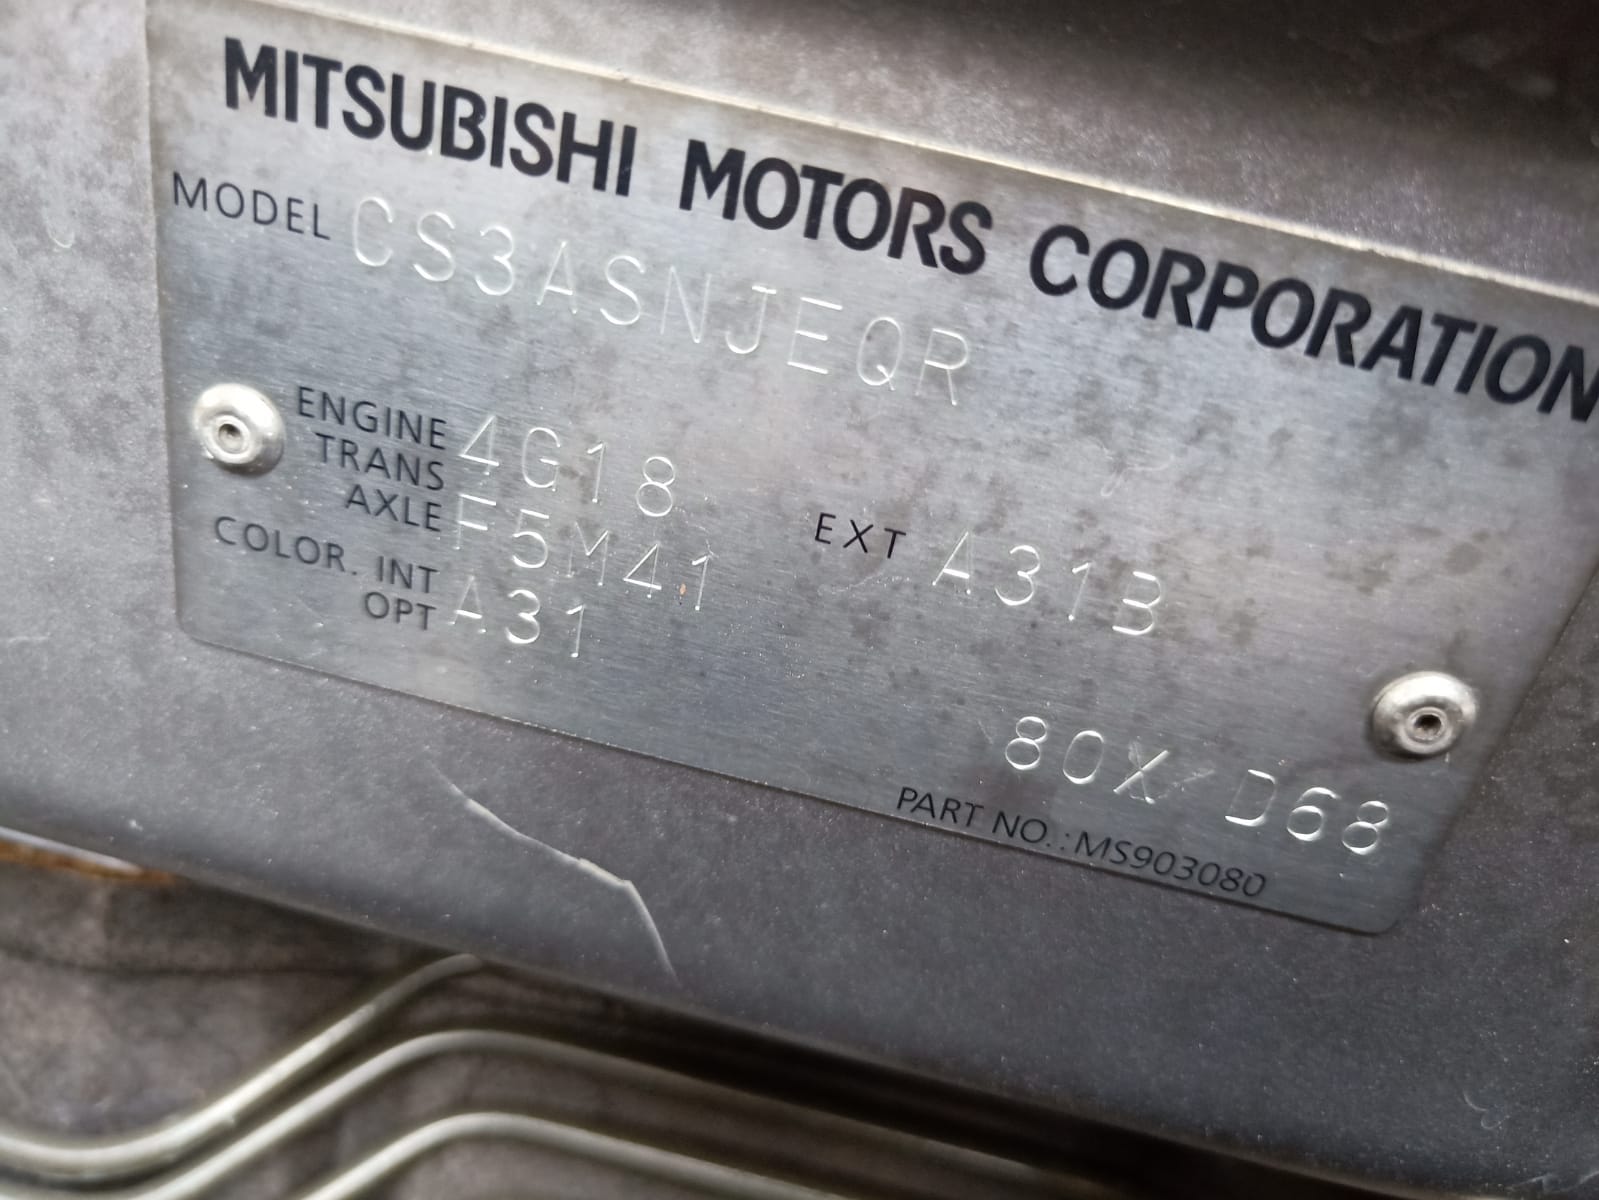 MITSUBISHI MOTORS CORPORATION
MODEL CS3ASNJEQR
ENGINE 4G18
TRANS
AXLE F5M41 EXT A31B
COLOR. INT A31
OPT
80X D68
PART NO.:MS903080